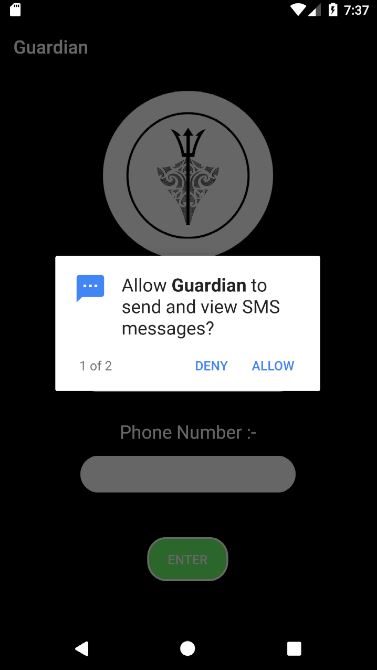 7:37
Guardian
Allow Guardian to
send and view SMS
messages?
1 of 2 DENY ALLOW
Phone Number :-
ENTER